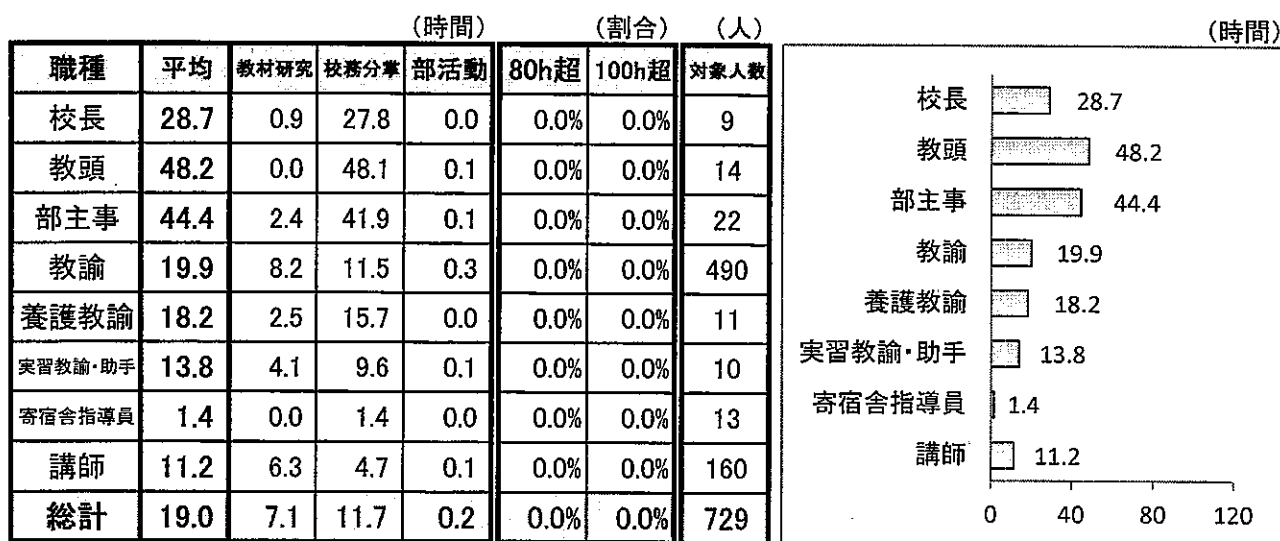 (時間) (割合) (人)
職種 平均 教材研究 校務分掌 部活動 80h超 100h超 対象人数
校長 28.7 0.9 27.8 0.0 0.0% 0.0% 9
教頭 48.2 0.0 48.1 0.1 0.0% 0.0% 14
部主事 44.4 2.4 41.9 0.1 0.0% 0.0% 22
教諭 19.9 8.2 11.5 0.3 0.0% 0.0% 490
養護教諭 18.2 2.5 15.7 0.0 0.0% 0.0% 11
実習教諭・助手 13.8 4.1 9.6 0.1 0.0% 0.0% 10
寄宿舎指導員 1.4 0.0 1.4 0.0 0.0% 0.0% 13
講師 11.2 6.3 4.7 0.1 0.0% 0.0% 160
総計 19.0 7.1 11.7 0.2 0.0% 0.0% 729
(時間)
校長 28.7
教頭 48.2
部主事 44.4
教諭 19.9
養護教諭 18.2
実習教諭・助手 13.8
寄宿舎指導員 1.4
講師 11.2
0 40 80 120